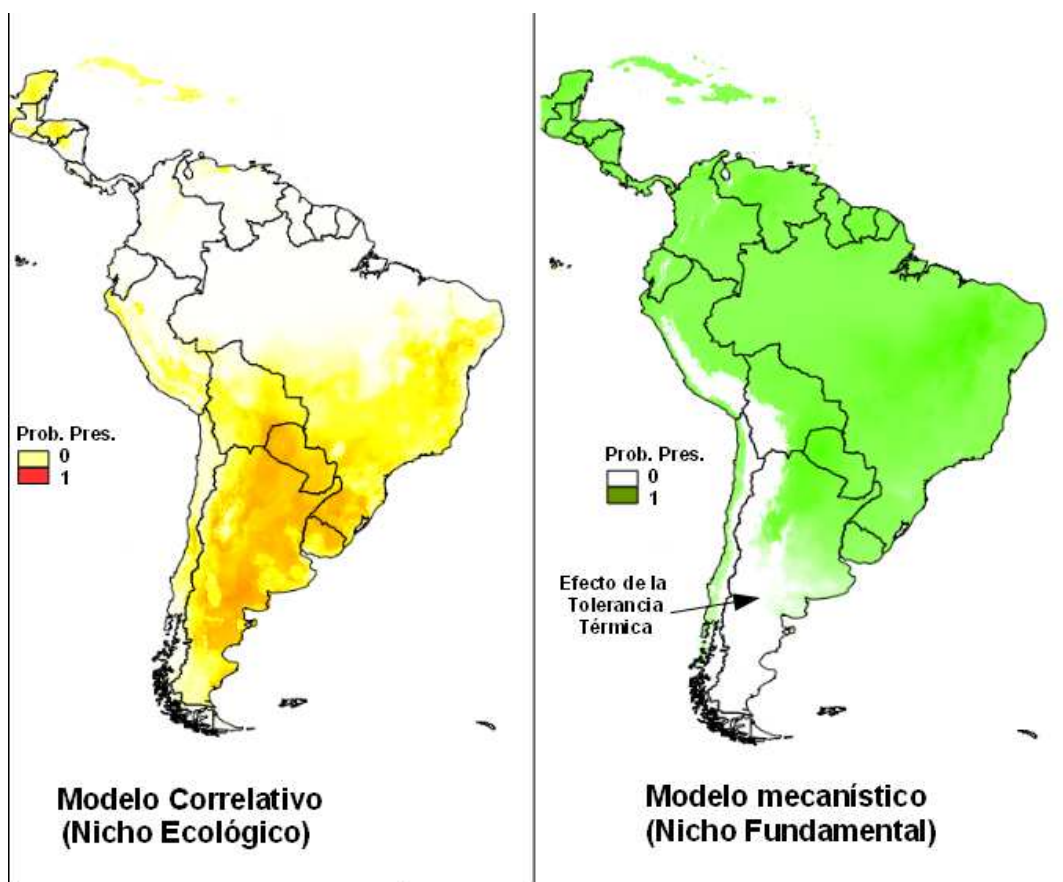 Prob. Pres.
0
1
Modelo Correlativo
(Nicho Ecológico)
Prob. Pres.
0
1
Efecto de la
Tolerancia
Térmica
Modelo mecanístico
(Nicho Fundamental)